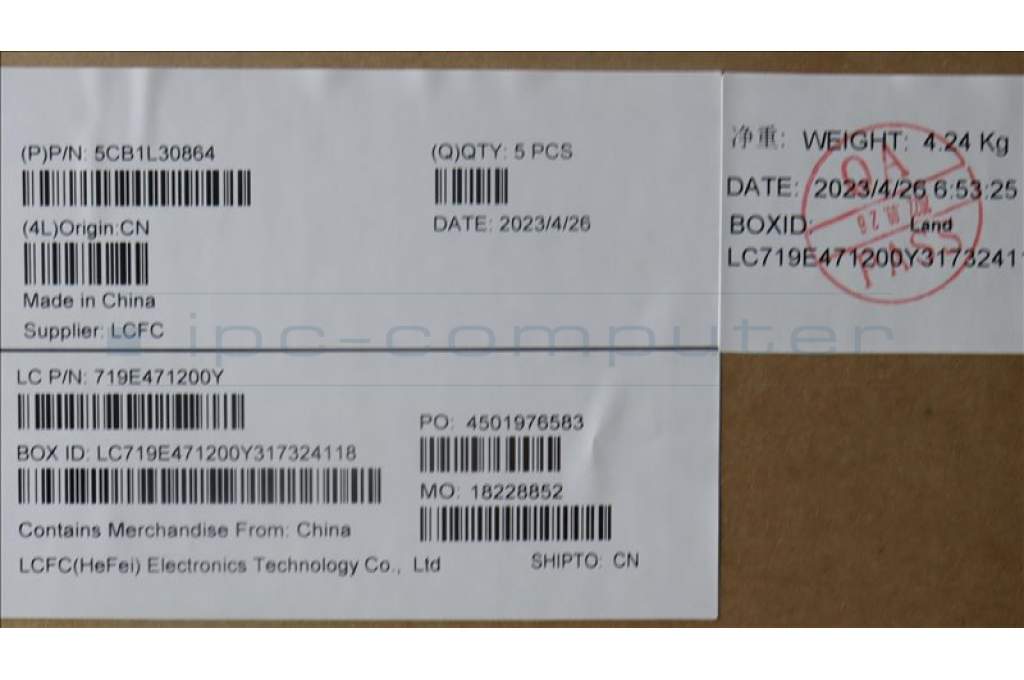 (P)P/N: 5CB1L30864
(Q)QTY: 5 PCS
(4L)Origin:CN
DATE: 2023/4/26
Made in China
Supplier: LCFC
净重: WEIGHT: 4.24 Kg
DATE: 2023/4/26 6:53:25
BOXID: Land
LC719E471200Y31732411
QA
PASS
ipc-computer
LC P/N: 719E471200Y
PO: 4501976583
BOX ID: LC719E471200Y317324118
MO: 18228852
Contains Merchandise From: China
LCFC(HeFei) Electronics Technology Co., Ltd
SHIPTO: CN